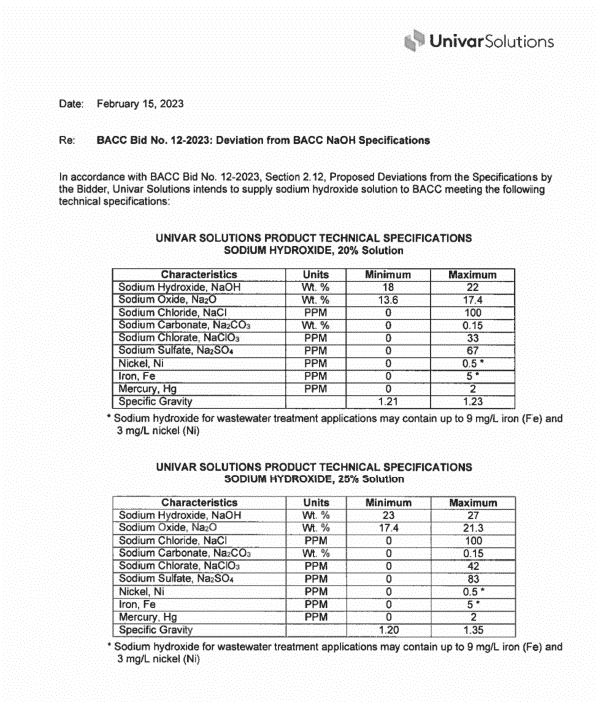 UnivarSolutions
Date: February 15, 2023
Re: BACC Bid No. 12-2023: Deviation from BACC NaOH Specifications
In accordance with BACC Bid No. 12-2023, Section 2.12, Proposed Deviations from the Specifications by
the Bidder, Univar Solutions intends to supply sodium hydroxide solution to BACC meeting the following
technical specifications:
UNIVAR SOLUTIONS PRODUCT TECHNICAL SPECIFICATIONS
SODIUM HYDROXIDE, 20% Solution
Characteristics Units Minimum Maximum
Sodium Hydroxide, NaOH Wt. % 18 22
Sodium Oxide, Na₂O Wt. % 13.6 17.4
Sodium Chloride, NaCl PPM 0 100
Sodium Carbonate, Na₂CO₃ Wt. % 0 0.15
Sodium Chlorate, NaClO₃ PPM 0 33
Sodium Sulfate, Na₂SO₄ PPM 0 67
Nickel, Ni PPM 0 0.5 *
Iron, Fe PPM 0 5 *
Mercury, Hg PPM 0 2
Specific Gravity 1.21 1.23
* Sodium hydroxide for wastewater treatment applications may contain up to 9 mg/L iron (Fe) and
3 mg/L nickel (Ni)
UNIVAR SOLUTIONS PRODUCT TECHNICAL SPECIFICATIONS
SODIUM HYDROXIDE, 25% Solution
Characteristics Units Minimum Maximum
Sodium Hydroxide, NaOH Wt. % 23 27
Sodium Oxide, Na₂O Wt. % 17.4 21.3
Sodium Chloride, NaCl PPM 0 100
Sodium Carbonate, Na₂CO₃ Wt. % 0 0.15
Sodium Chlorate, NaClO₃ PPM 0 42
Sodium Sulfate, Na₂SO₄ PPM 0 83
Nickel, Ni PPM 0 0.5 *
Iron, Fe PPM 0 5 *
Mercury, Hg PPM 0 2
Specific Gravity 1.20 1.35
* Sodium hydroxide for wastewater treatment applications may contain up to 9 mg/L iron (Fe) and
3 mg/L nickel (Ni)